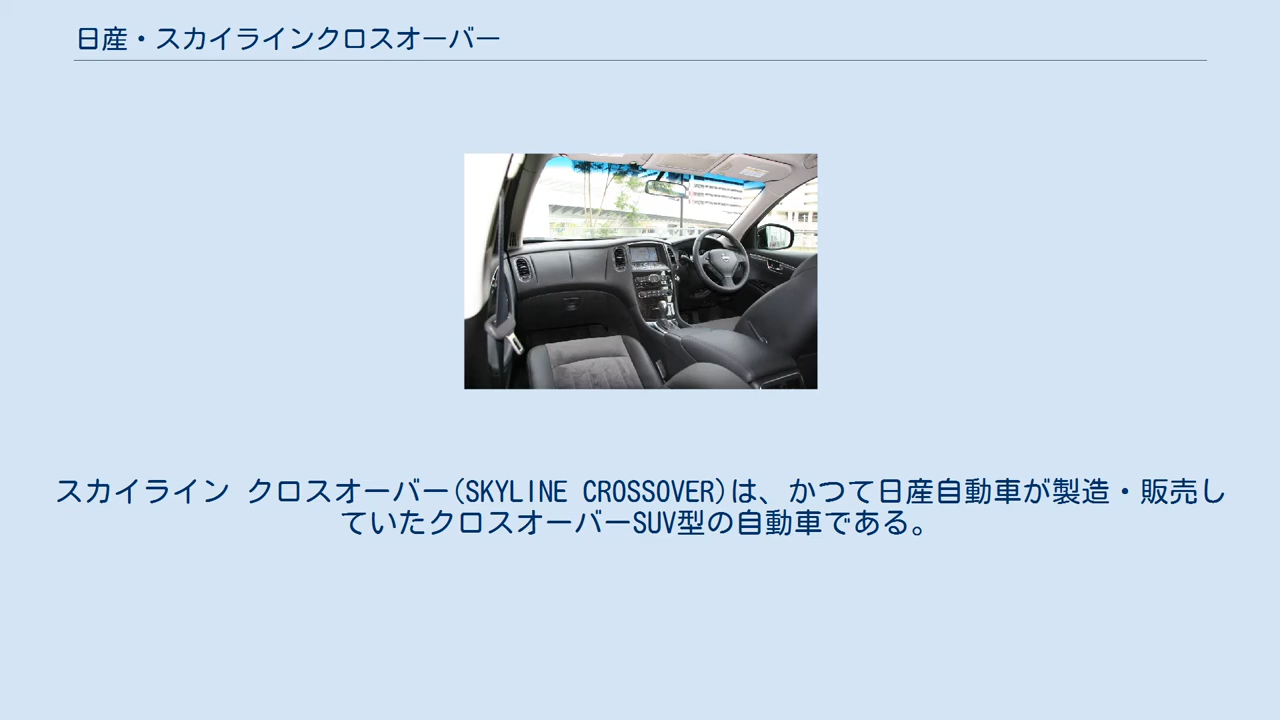 日産・スカイラインクロスオーバー
スカイライン クロスオーバー(SKYLINE CROSSOVER)は、かつて日産自動車が製造・販売し
ていたクロスオーバーSUV型の自動車である。